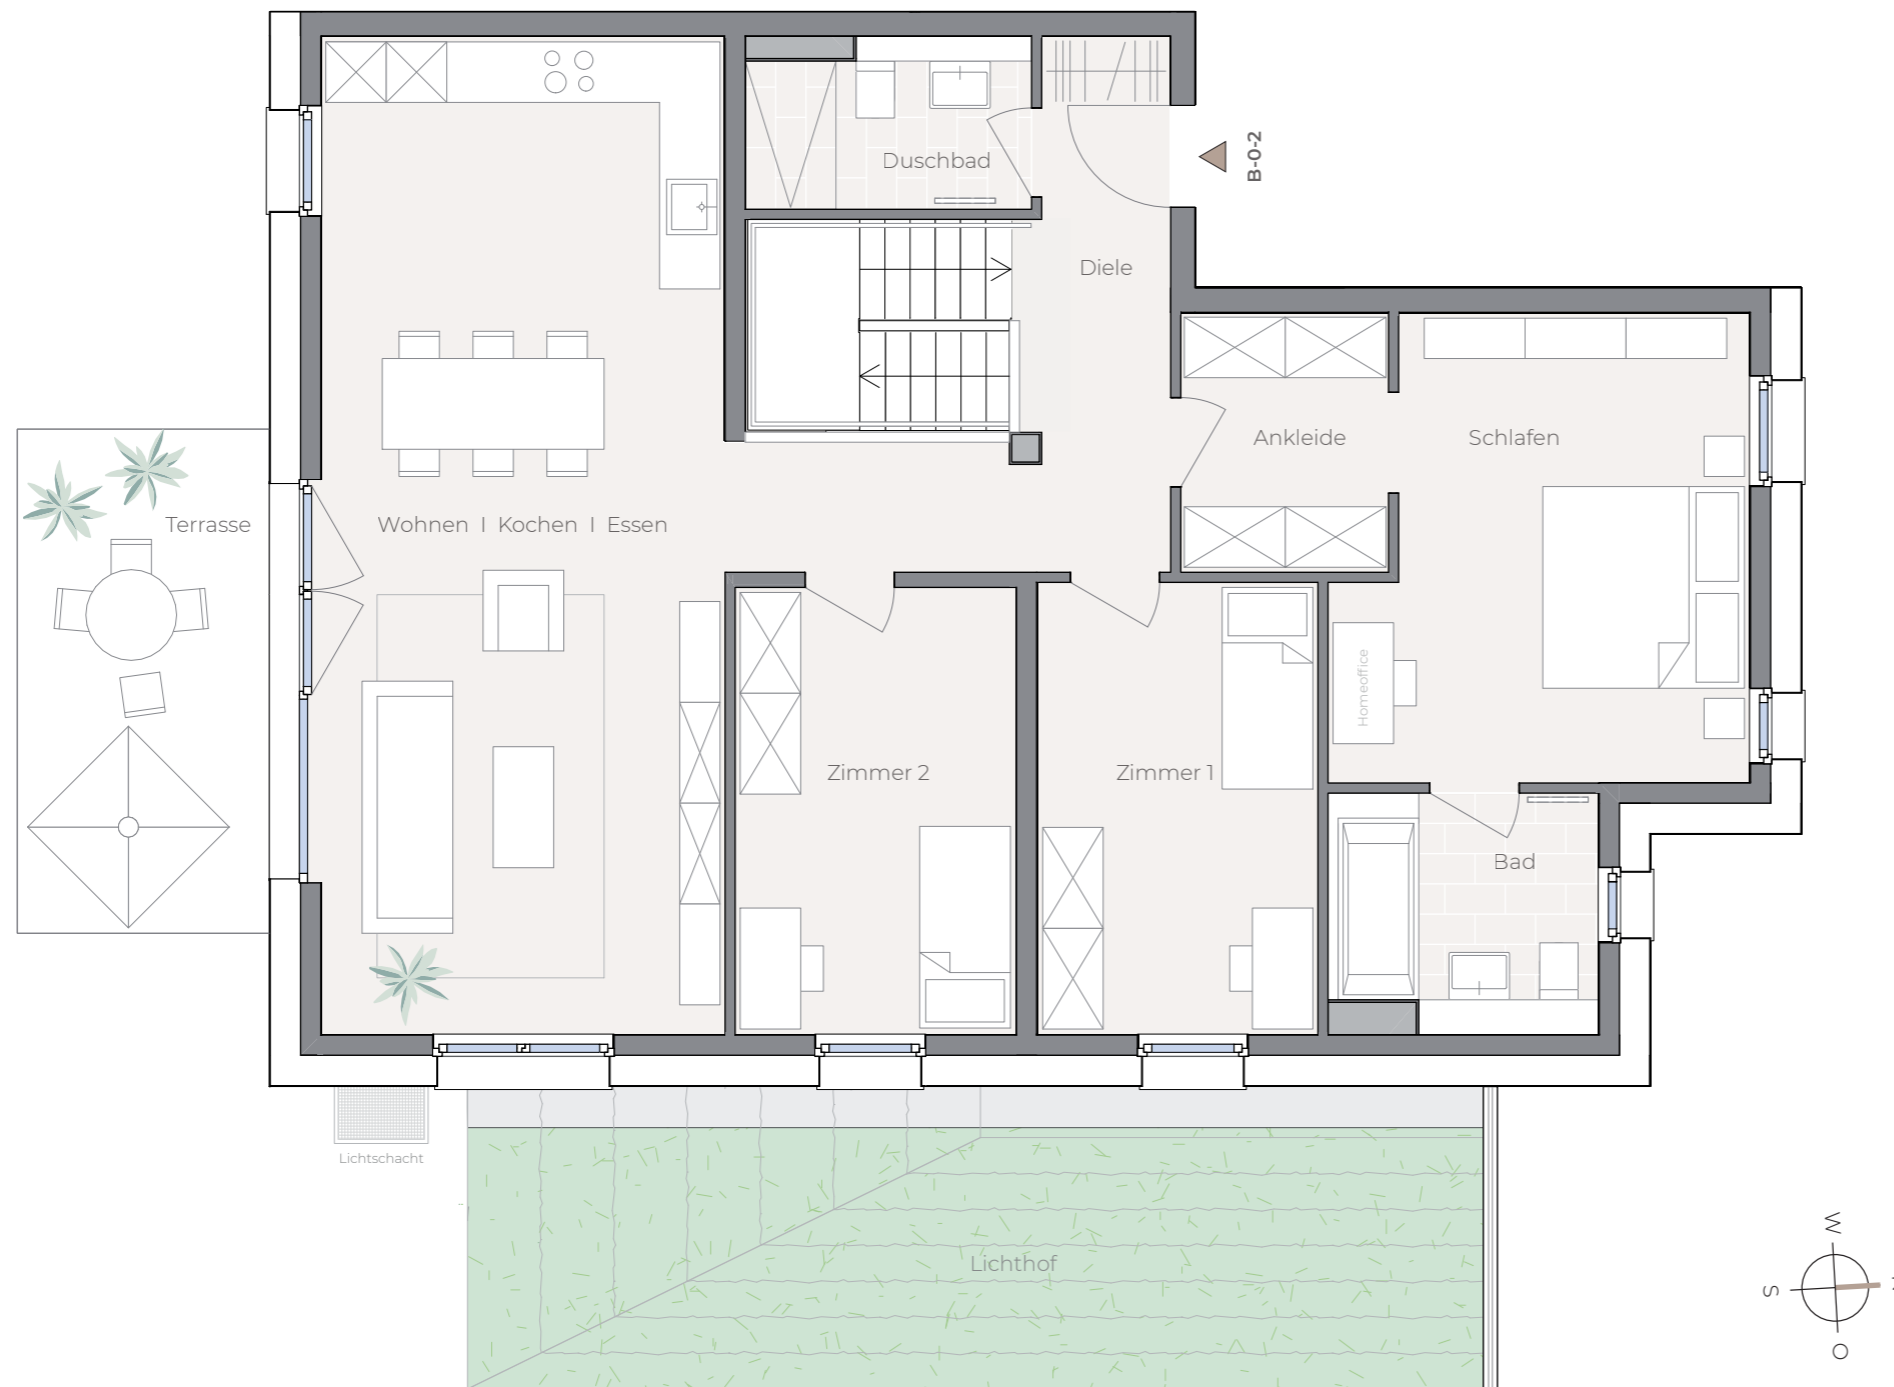 Duschbad
B-0-2
Diele
Ankleide
Schlafen
Terrasse
Wohnen I Kochen I Essen
Homeoffice
Zimmer 2
Zimmer 1
Bad
Lichtschacht
Lichthof
W
S
O